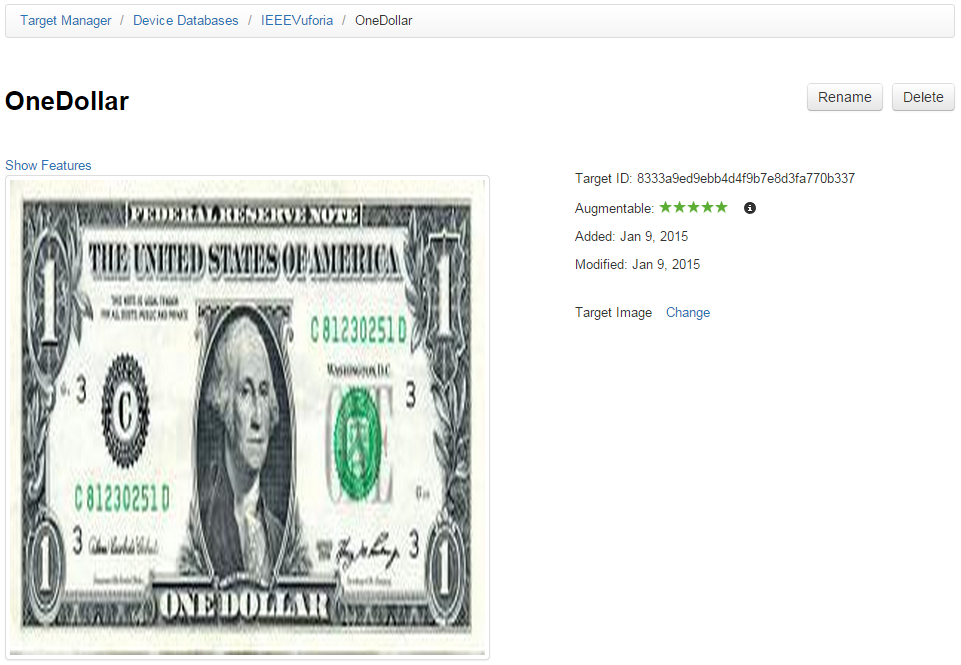 Target Manager / Device Databases / IEEEVuforia / OneDollar
OneDollar
Rename Delete
Show Features
Target ID: 8333a9ed9ebb4d4f9b7e8d3fa770b337
Augmentable:
Added: Jan 9, 2015
Modified: Jan 9, 2015
Target Image Change
FEDERAL RESERVE NOTE
THE UNITED STATES OF AMERICA
THIS NOTE IS LEGAL TENDER
FOR ALL DEBTS PUBLIC AND PRIVATE
1 1
C 81230251 D
WASHINGTON, D.C.
3 3
C
ONE
C 81230251 D
3 3
1 1
ONE DOLLAR